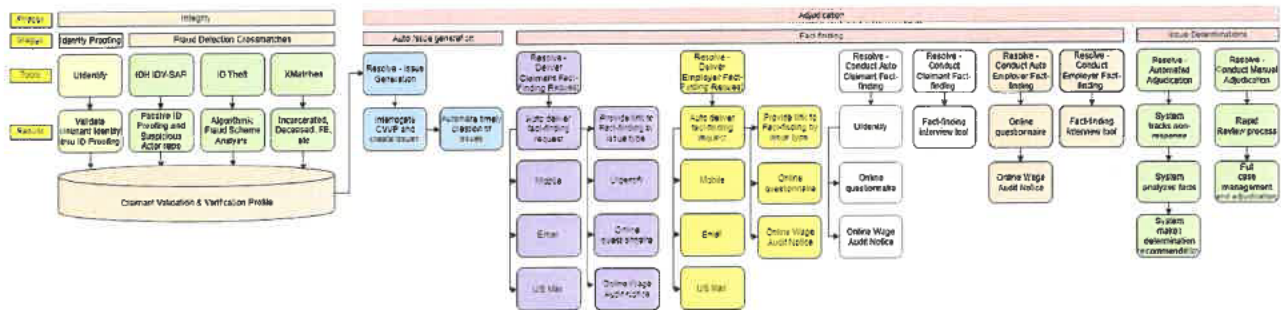 Process
Integrity
Adjudication
Stages
Identity Proofing
Fraud Detection Crossmatches
Auto Issue generation
Fact-finding
Issue Determinations
Tools
UIdentify
IDH IDV-SAR
ID Theft
XMatches
Resolve - Issue
Generation
Resolve -
Deliver
Claimant Fact-
Finding Request
Resolve -
Deliver
Employer Fact-
Finding Request
Resolve -
Conduct Auto
Claimant Fact-
finding
Resolve -
Conduct
Claimant Fact-
finding
Resolve -
Conduct Auto
Employer Fact-
finding
Resolve -
Conduct
Employer Fact-
finding
Resolve -
Automated
Adjudication
Resolve -
Conduct Manual
Adjudication
Results
Validate
Claimant Identity
thru ID Proofing
Passive ID
Proofing and
Suspicious
Actor repo
Algorithmic
Fraud Scheme
Analysis
Incarcerated,
Deceased, FB,
etc
Interrogate
CVVP and
create issues
Automate timely
creation of
issues
Auto deliver
fact-finding
request
Provide link to
Fact-finding by
issue type
Auto deliver
fact-finding
request
Provide link to
Fact-finding by
issue type
UIdentify
Fact-finding
interview tool
Online
questionnaire
Fact-finding
interview tool
System
tracks non-
response
Rapid
Review process
Mobile
UIdentify
Mobile
Online
questionnaire
Online
questionnaire
Online Wage
Audit Notice
System
analyzes facts
Full
case
management
and adjudication
Claimant Validation & Verification Profile
Email
Online
questionnaire
Email
Online Wage
Audit Notice
Online Wage
Audit Notice
System
makes
determination
recommendation
US Mail
Online Wage
Audit Notice
US Mail